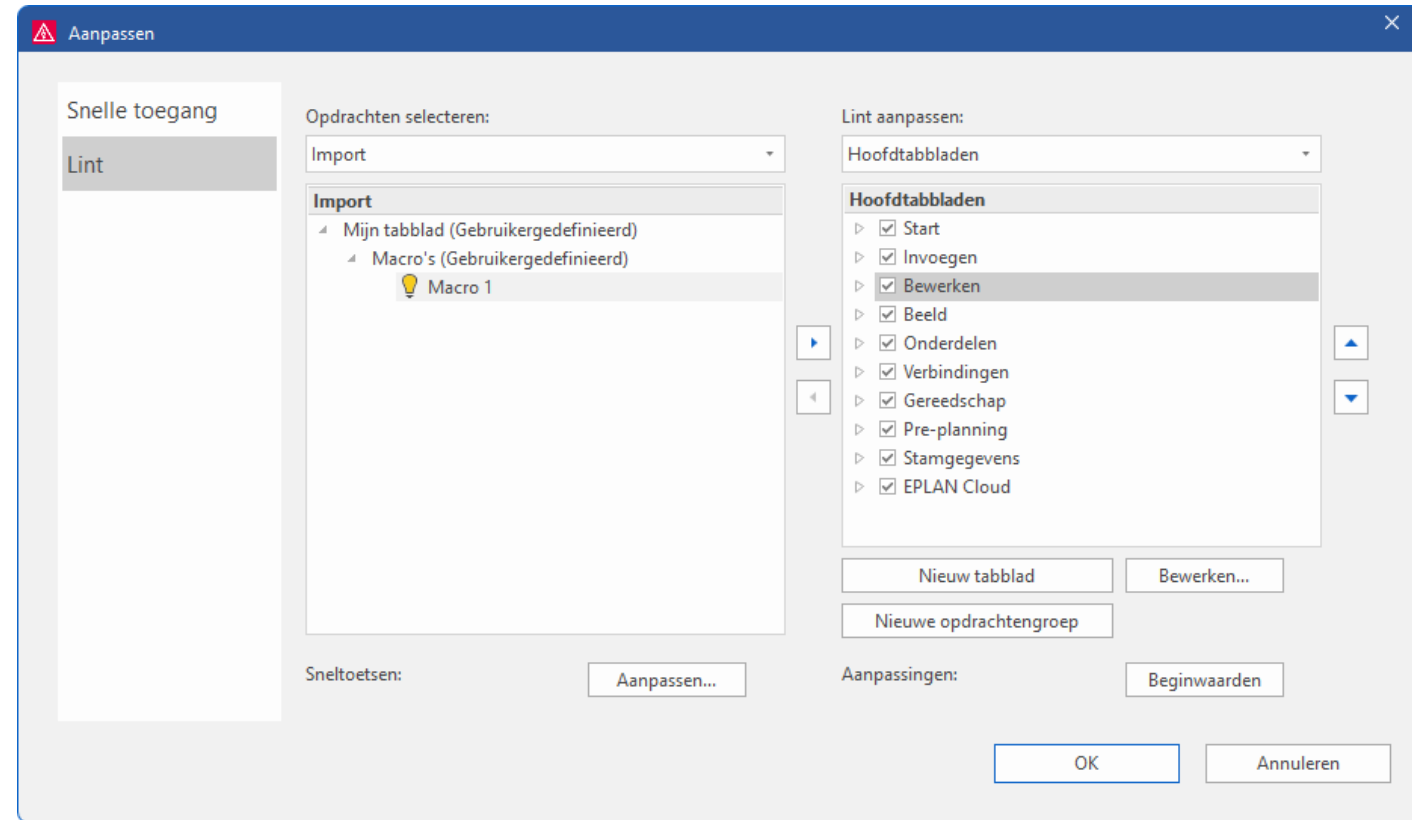 Aanpassen
Snelle toegang
Lint
Opdrachten selecteren:
Import
Import
Mijn tabblad (Gebruikergedefinieerd)
Macro's (Gebruikergedefinieerd)
Macro 1
Sneltoetsen:
Aanpassen...
Lint aanpassen:
Hoofdtabbladen
Hoofdtabbladen
Start
Invoegen
Bewerken
Beeld
Onderdelen
Verbindingen
Gereedschap
Pre-planning
Stamgegevens
EPLAN Cloud
Nieuw tabblad
Bewerken...
Nieuwe opdrachtengroep
Aanpassingen:
Beginwaarden
OK
Annuleren